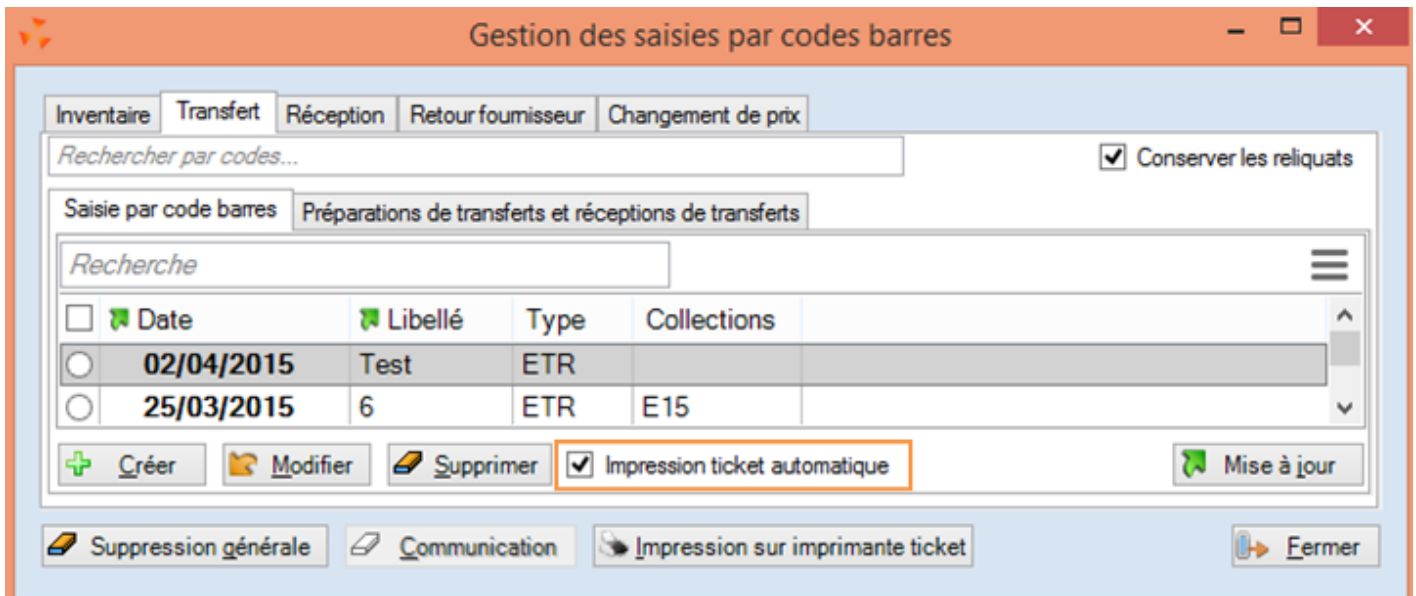 Gestion des saisies par codes barres
Inventaire Transfert Réception Retour fournisseur Changement de prix
Rechercher par codes... Conserver les reliquats
Saisie par code barres Préparations de transferts et réceptions de transferts
Recherche
Date Libellé Type Collections
02/04/2015 Test ETR
25/03/2015 6 ETR E15
Créer Modifier Supprimer Impression ticket automatique Mise à jour
Suppression générale Communication Impression sur imprimante ticket Fermer